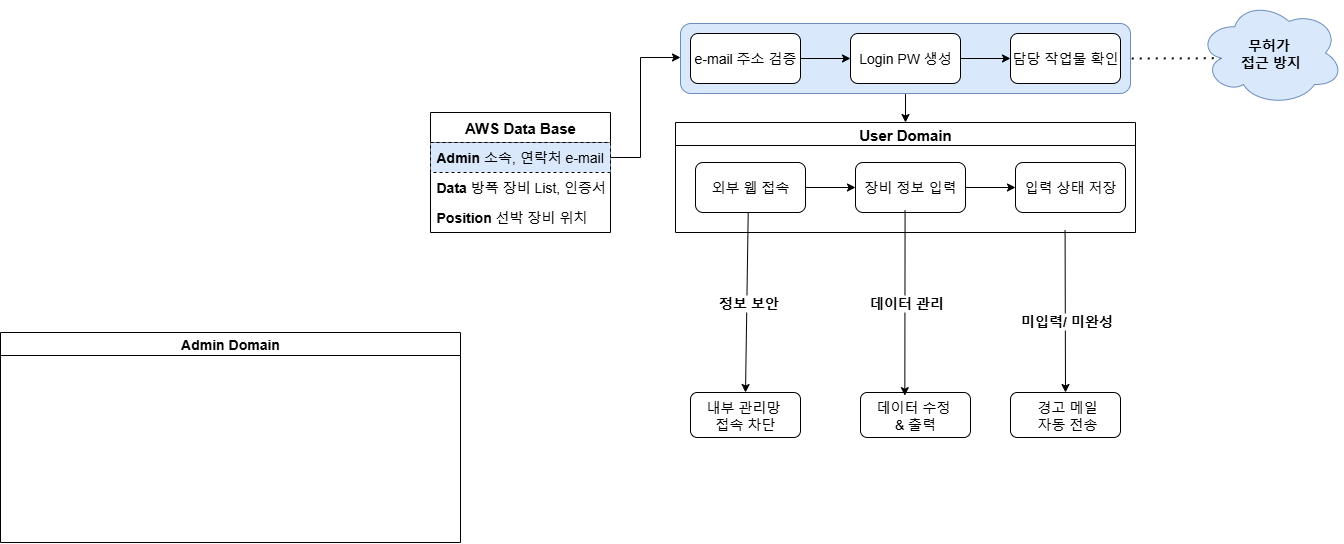 e-mail 주소 검증
Login PW 생성
담당 작업물 확인
무허가
접근 방지
AWS Data Base
Admin 소속, 연락처 e-mail
Data 방폭 장비 List, 인증서
Position 선박 장비 위치
User Domain
외부 웹 접속
장비 정보 입력
입력 상태 저장
정보 보안
데이터 관리
미입력/ 미완성
Admin Domain
내부 관리망
접속 차단
데이터 수정
& 출력
경고 메일
자동 전송